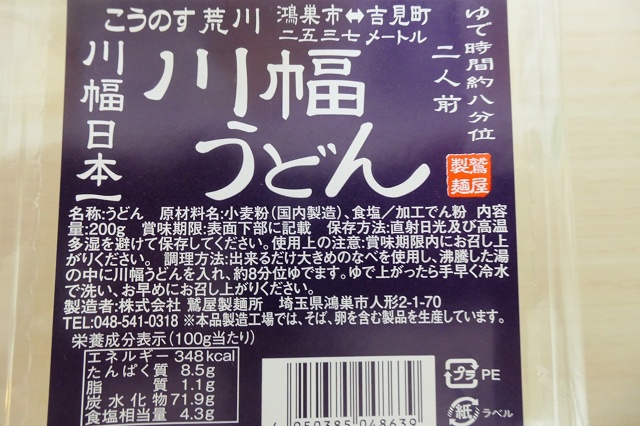 こうのす荒川
鴻巣市⇔吉見町
二五三七メートル
川幅日本一
川幅
うどん
ゆで時間約八分位
二人前
鷲屋
製麺
名称:うどん 原材料名:小麦粉(国内製造)、食塩/加工でん粉 内容
量:200g 賞味期限:表面下部に記載 保存方法:直射日光及び高温
多湿を避けて保存してください。使用上の注意:賞味期限内にお召し上
がりください。 調理方法:出来るだけ大きめのなべを使用し、沸騰した湯
の中に川幅うどんを入れ、約8分位ゆでます。ゆで上がったら手早く冷水
で洗い、お早めにお召し上がりください。
製造者:株式会社 鷲屋製麺所 埼玉県鴻巣市人形2-1-70
TEL:048-541-0318 ※本品製造工場では、そば、卵を含む製品を生産しています。
栄養成分表示(100g当たり)
エネルギー 348kcal
たんぱく質 8.5g
脂質 1.1g
炭水化物 71.9g
食塩相当量 4.3g
4 959385 048639
プラ PE
紙 ラベル